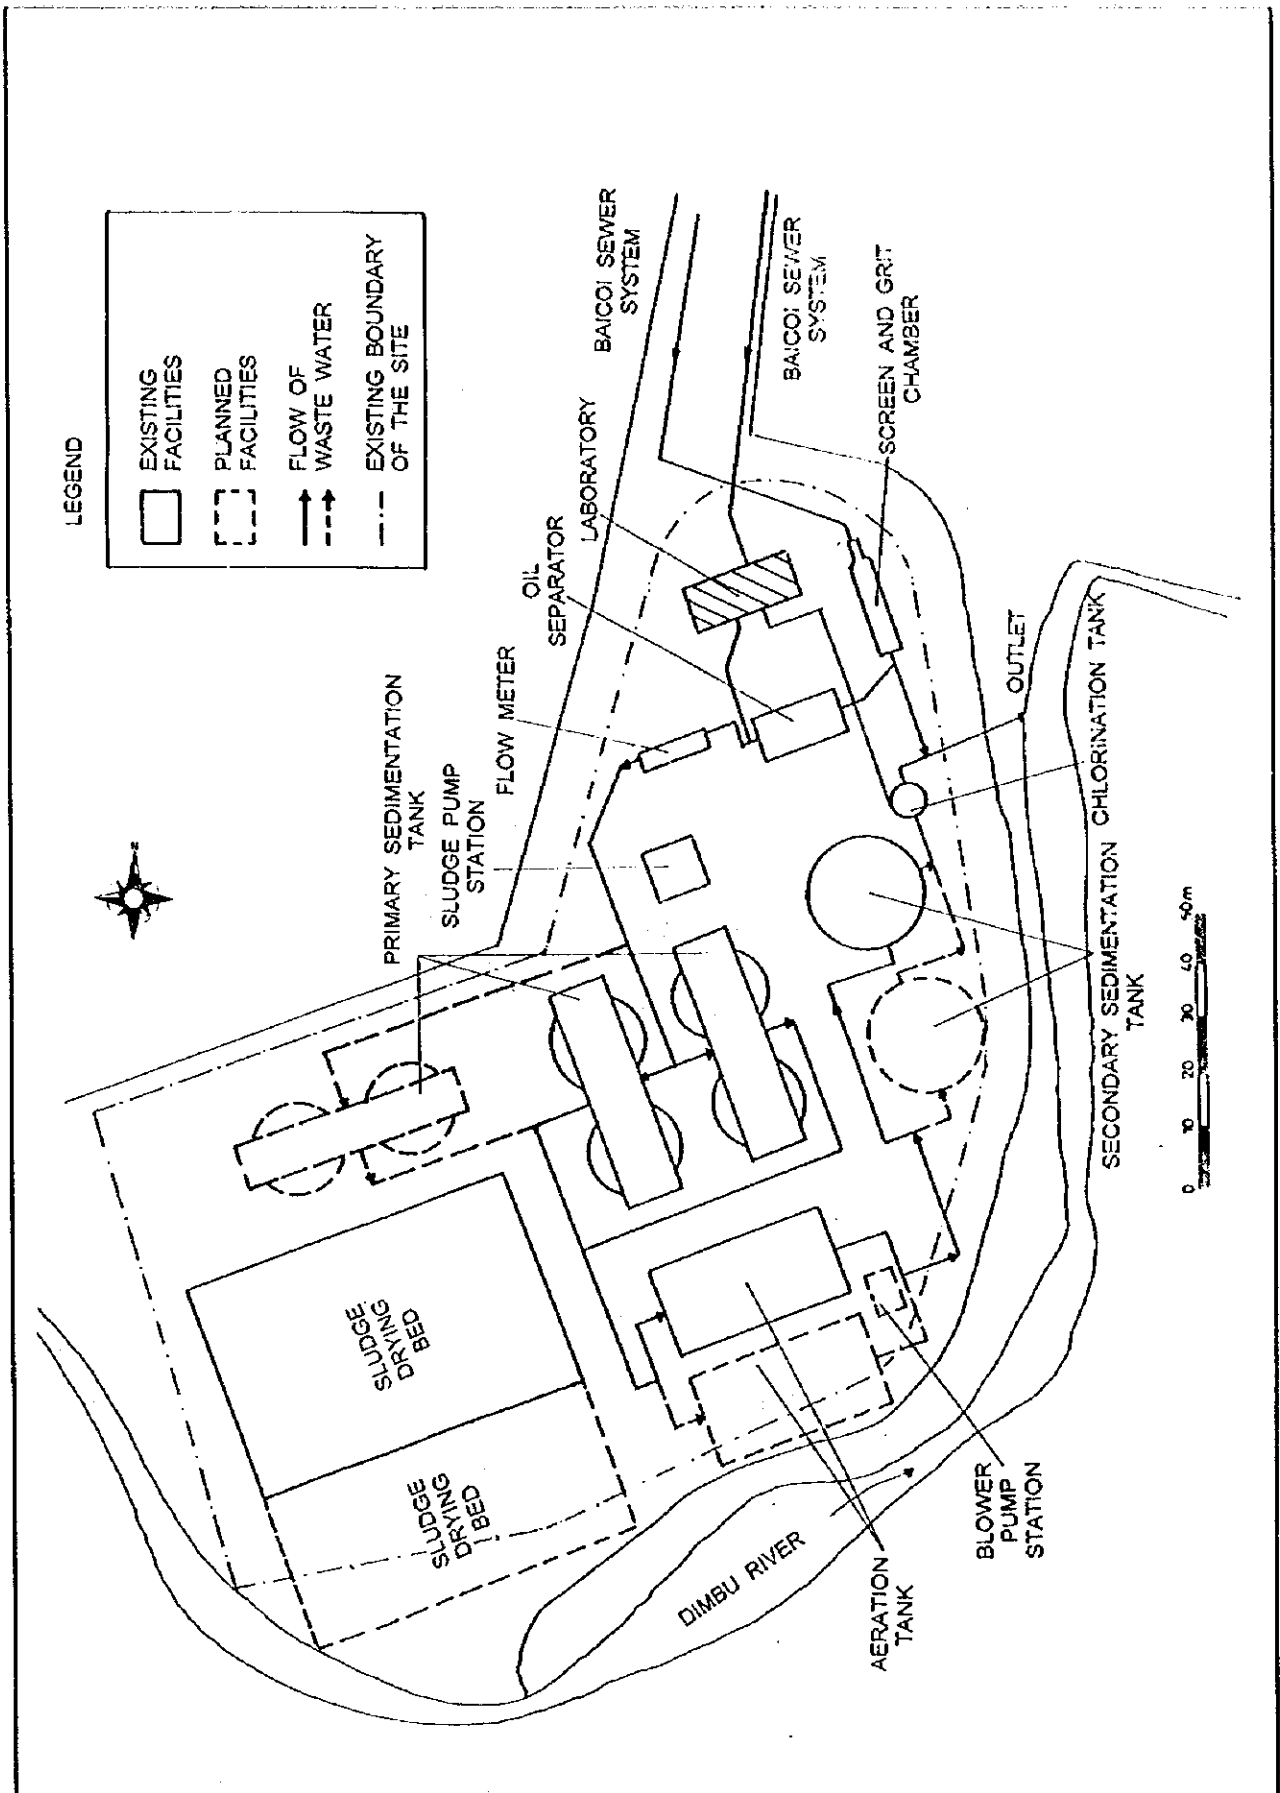 LEGEND
EXISTING
FACILITIES
PLANNED
FACILITIES
FLOW OF
WASTE WATER
EXISTING BOUNDARY
OF THE SITE
BAICOI SEWER
SYSTEM
BAICOI SEWER
SYSTEM
SCREEN AND GRIT
CHAMBER
LABORATORY
OIL
SEPARATOR
FLOW METER
PRIMARY SEDIMENTATION
TANK
SLUDGE PUMP
STATION
OUTLET
CHLORINATION TANK
SECONDARY SEDIMENTATION
TANK
SLUDGE
DRYING
BED
SLUDGE
DRYING
BED
DIMBU RIVER
AERATION
TANK
BLOWER
PUMP
STATION
0 10 20 30 40 50m